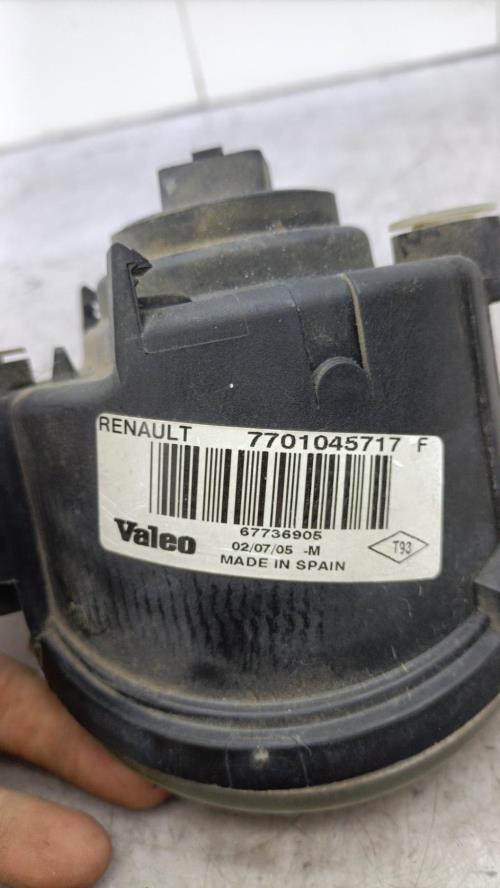 RENAULT 7701045717 F
67736905
Valeo 02/07/05 -M
MADE IN SPAIN
T93